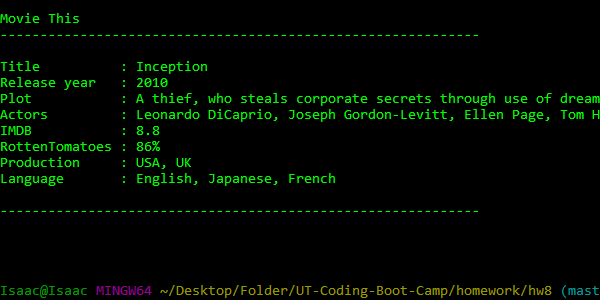 Movie This
------------------------------------------------------------
Title          : Inception
Release year   : 2010
Plot           : A thief, who steals corporate secrets through use of dream
Actors         : Leonardo DiCaprio, Joseph Gordon-Levitt, Ellen Page, Tom H
IMDB           : 8.8
RottenTomatoes : 86%
Production     : USA, UK
Language       : English, Japanese, French
------------------------------------------------------------
Isaac@Isaac MINGW64 ~/Desktop/Folder/UT-Coding-Boot-Camp/homework/hw8 (mast